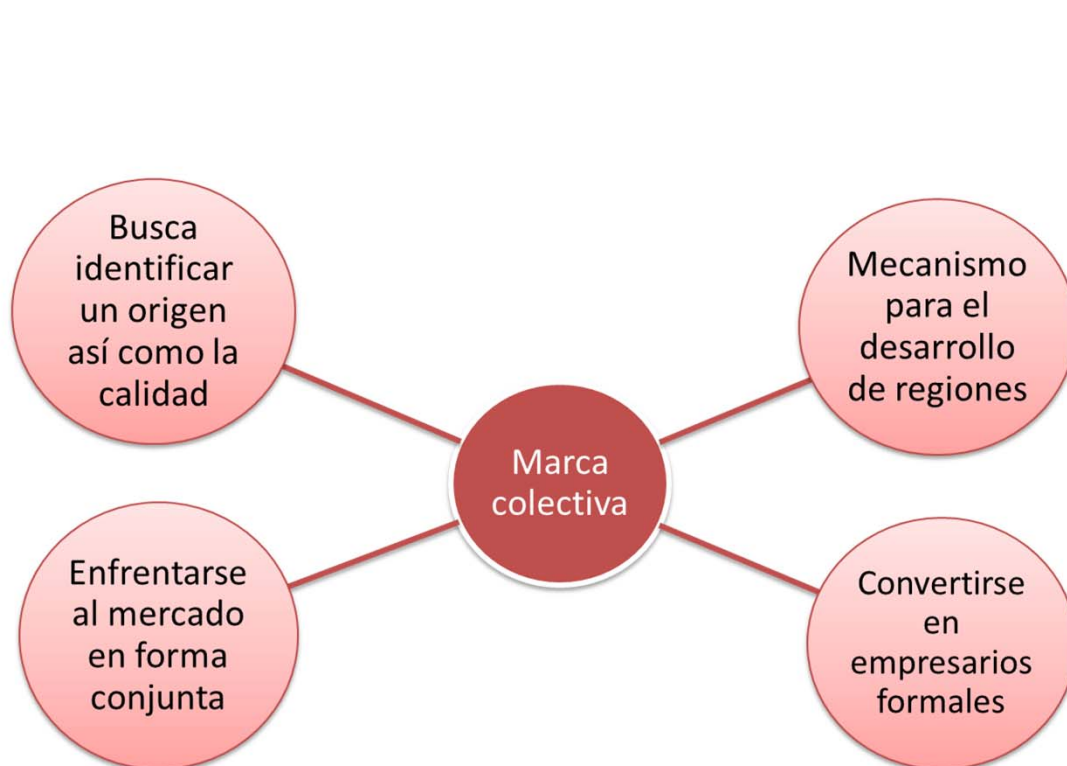 Busca
identificar
un origen
así como la
calidad
Mecanismo
para el
desarrollo
de regiones
Marca
colectiva
Enfrentarse
al mercado
en forma
conjunta
Convertirse
en
empresarios
formales